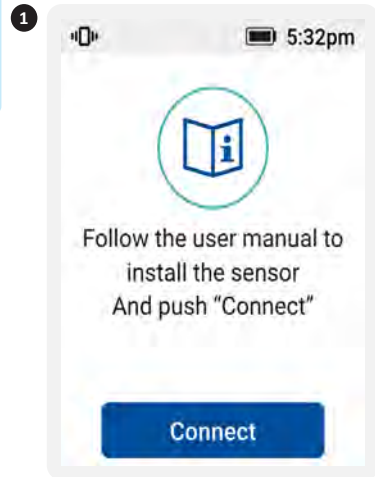 1
5:32pm
i
Follow the user manual to
install the sensor
And push “Connect”
Connect